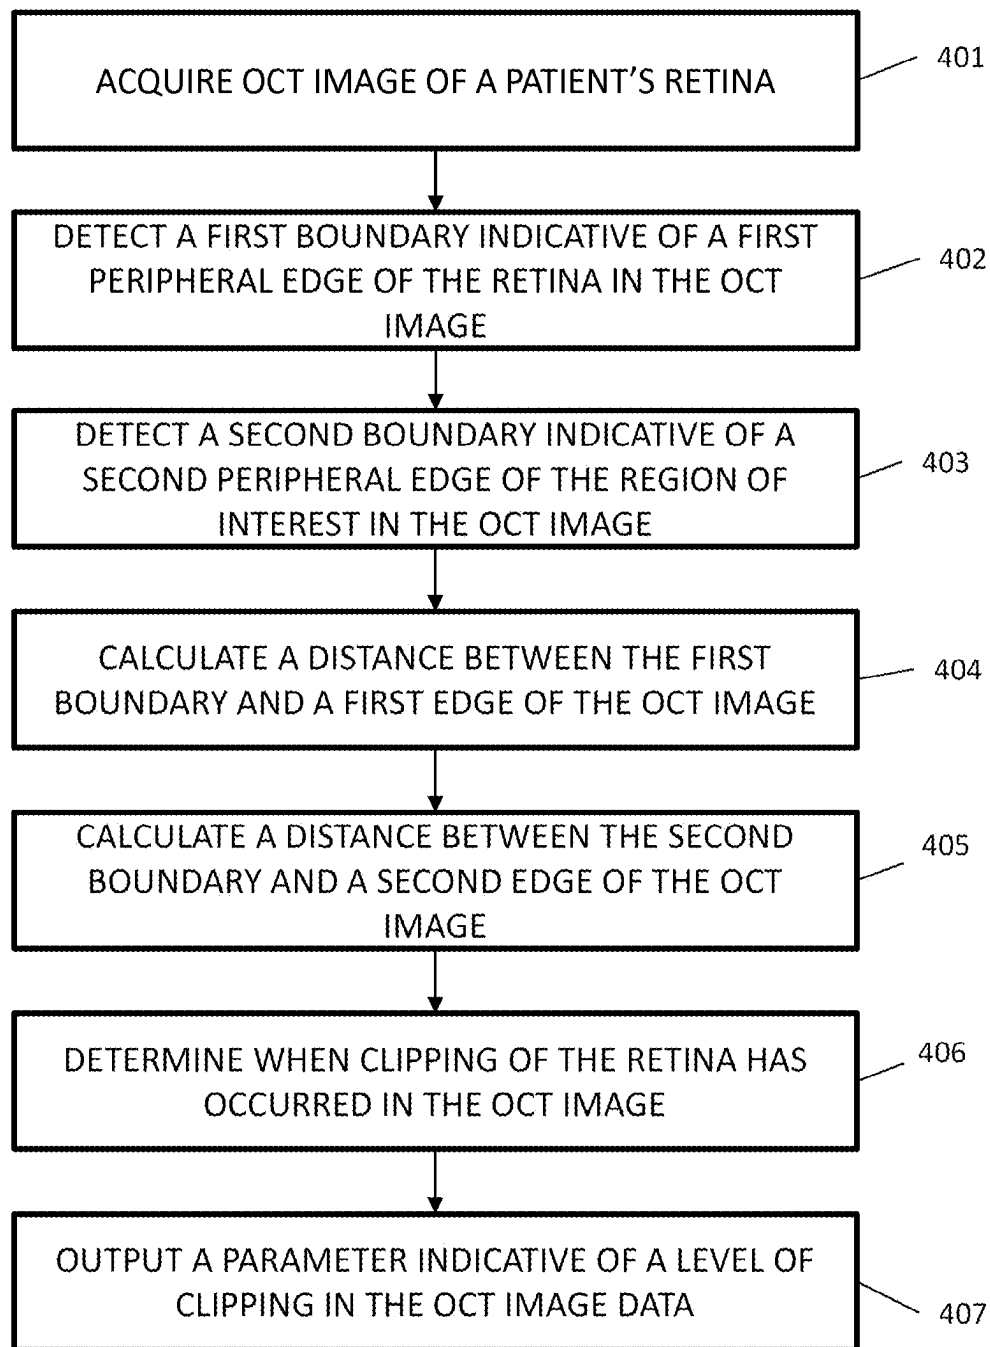 ACQUIRE OCT IMAGE OF A PATIENT'S RETINA
401
DETECT A FIRST BOUNDARY INDICATIVE OF A FIRST
PERIPHERAL EDGE OF THE RETINA IN THE OCT
IMAGE
402
DETECT A SECOND BOUNDARY INDICATIVE OF A
SECOND PERIPHERAL EDGE OF THE REGION OF
INTEREST IN THE OCT IMAGE
403
CALCULATE A DISTANCE BETWEEN THE FIRST
BOUNDARY AND A FIRST EDGE OF THE OCT IMAGE
404
CALCULATE A DISTANCE BETWEEN THE SECOND
BOUNDARY AND A SECOND EDGE OF THE OCT
IMAGE
405
DETERMINE WHEN CLIPPING OF THE RETINA HAS
OCCURRED IN THE OCT IMAGE
406
OUTPUT A PARAMETER INDICATIVE OF A LEVEL OF
CLIPPING IN THE OCT IMAGE DATA
407